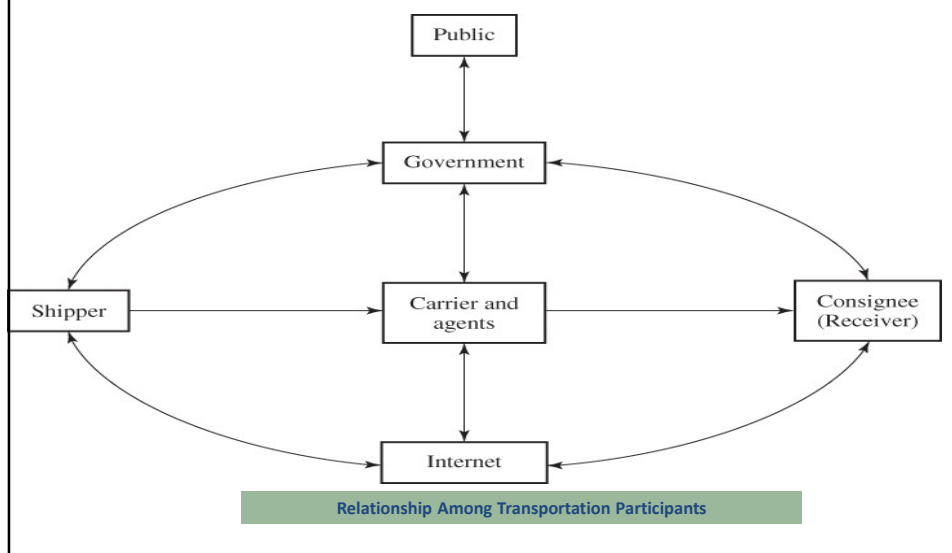 Public
Government
Shipper
Carrier and
agents
Consignee
(Receiver)
Internet
Relationship Among Transportation Participants